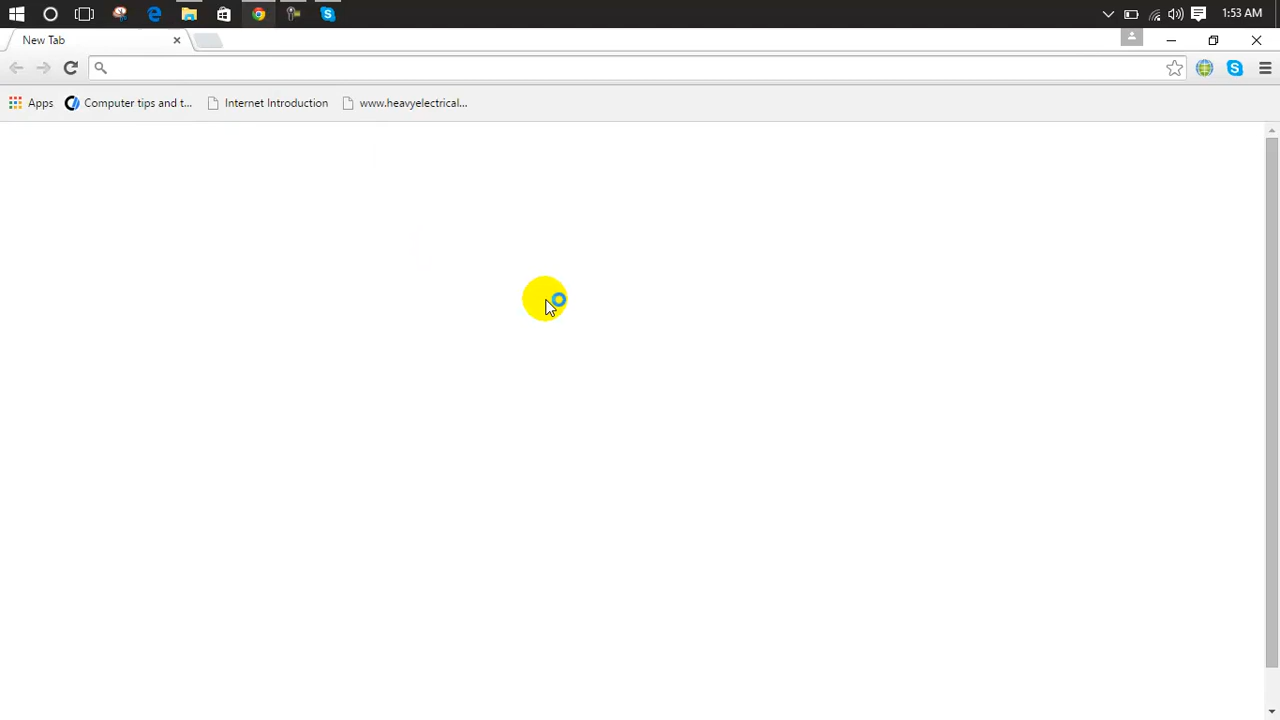 1:53 AM
New Tab
Apps
Computer tips and t...
Internet Introduction
www.heavyelectrical...